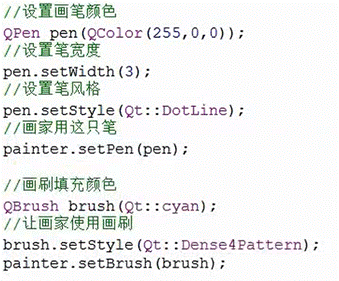 //设置画笔颜色
QPen pen(QColor(255,0,0));
//设置笔宽度
pen.setWidth(3);
//设置笔风格
pen.setStyle(Qt::DotLine);
//画家用这只笔
painter.setPen(pen);
//画刷填充颜色
QBrush brush(Qt::cyan);
//让画家使用画刷
brush.setStyle(Qt::Dense4Pattern);
painter.setBrush(brush);